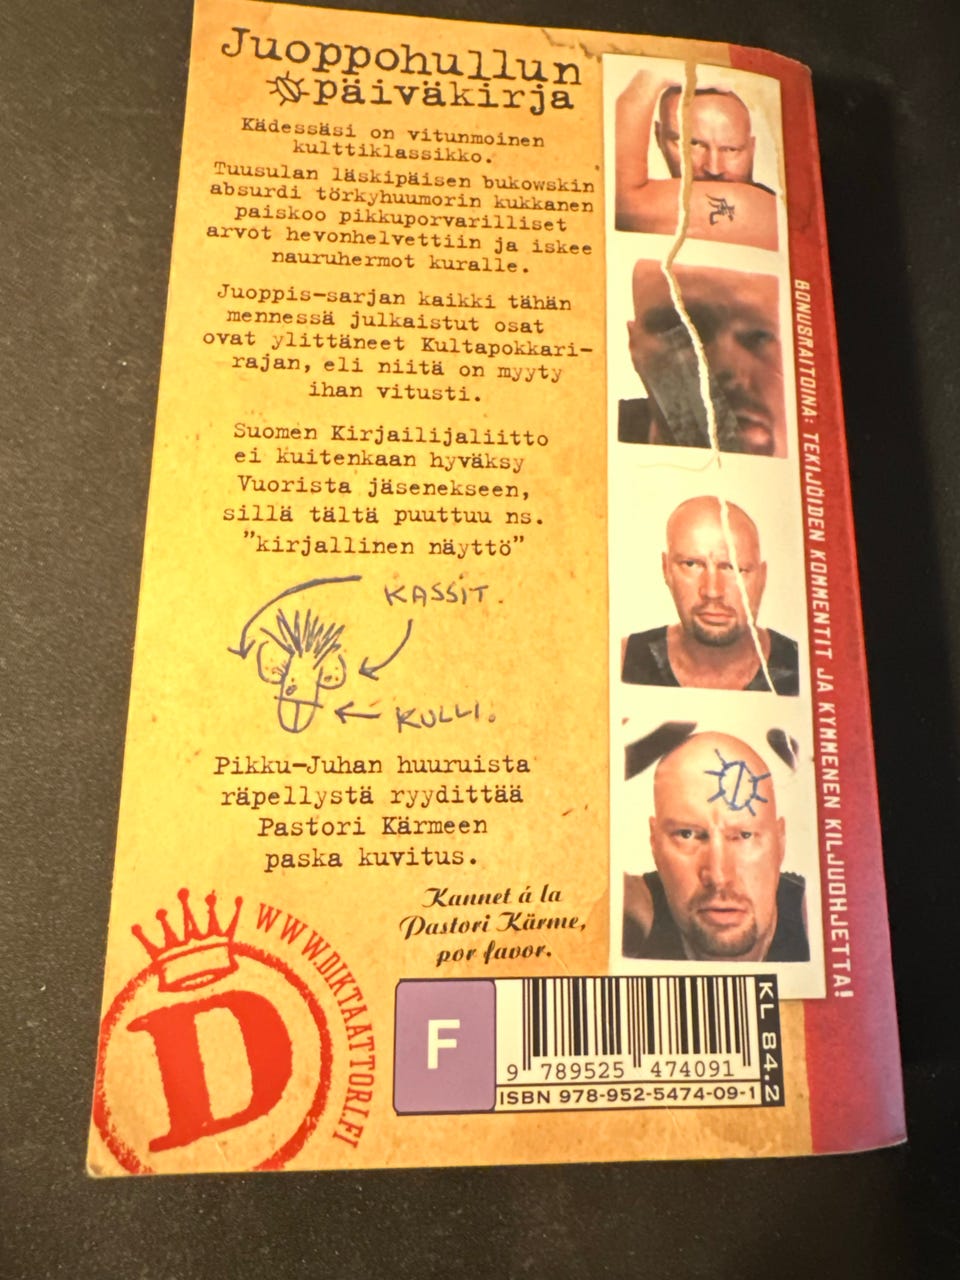 Juoppohullun
päiväkirja
Kädessäsi on vitunmoinen
kulttiklassikko.
Tuusulan läskipäisen bukowskin
absurdi törkyhuumorin kukkanen
paiskoo pikkuporvarilliset
arvot hevonhelvettiin ja iskee
nauruhermot kuralle.
Juoppis-sarjan kaikki tähän
mennessä julkaistut osat
ovat ylittäneet Kultapokkari-
rajan, eli niitä on myyty
ihan vitusti.
Suomen Kirjailijaliitto
ei kuitenkaan hyväksy
Vuorista jäsenekseen,
sillä tältä puuttuu ns.
"kirjallinen näyttö"
KASSIT.
KULLI.
Pikku-Juhan huuruista
räpellystä ryydittää
Pastori Kärmeen
paska kuvitus.
Kannet á la
Pastori Kärme,
por favor.
D
WWW.DIKTAATTORI.FI
F
9 789525 474091
ISBN 978-952-5474-09-1
KL 84.2
虎
BONUSRAITOINA: TEKIJÖIDEN KOMMENTIT JA KYMMENEN KILJUOHJETTA!